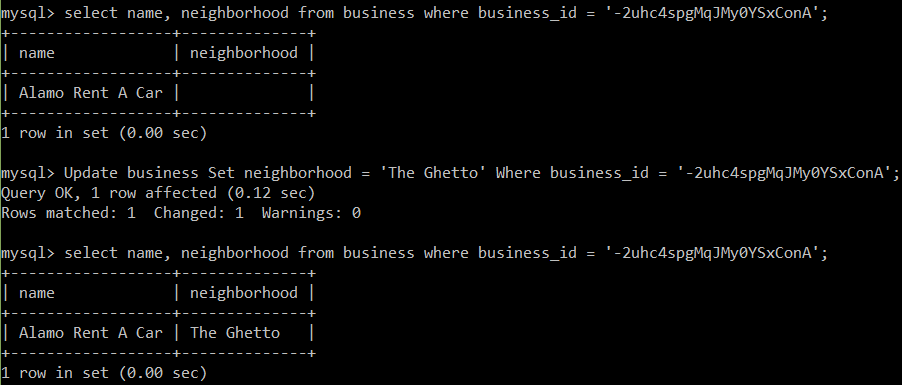 mysql> select name, neighborhood from business where business_id = '-2uhc4spgMqJMy0YSxConA';
+------------------+--------------+
| name             | neighborhood |
+------------------+--------------+
| Alamo Rent A Car |              |
+------------------+--------------+
1 row in set (0.00 sec)
mysql> Update business Set neighborhood = 'The Ghetto' Where business_id = '-2uhc4spgMqJMy0YSxConA';
Query OK, 1 row affected (0.12 sec)
Rows matched: 1  Changed: 1  Warnings: 0
mysql> select name, neighborhood from business where business_id = '-2uhc4spgMqJMy0YSxConA';
+------------------+--------------+
| name             | neighborhood |
+------------------+--------------+
| Alamo Rent A Car | The Ghetto   |
+------------------+--------------+
1 row in set (0.00 sec)